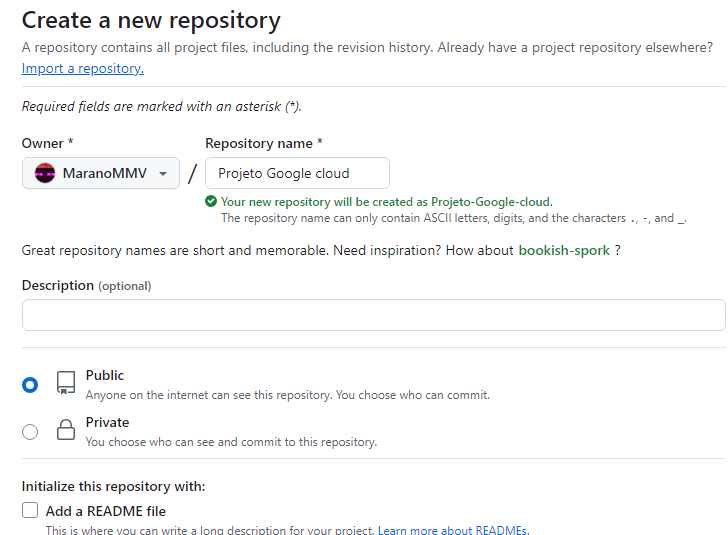 Create a new repository
A repository contains all project files, including the revision history. Already have a project repository elsewhere?
Import a repository.
Required fields are marked with an asterisk (*).
Owner * Repository name *
MaranoMMV / Projeto Google cloud
Your new repository will be created as Projeto-Google-cloud.
The repository name can only contain ASCII letters, digits, and the characters ., -, and _.
Great repository names are short and memorable. Need inspiration? How about bookish-spork ?
Description (optional)
Public
Anyone on the internet can see this repository. You choose who can commit.
Private
You choose who can see and commit to this repository.
Initialize this repository with:
Add a README file
This is where you can write a long description for your project. Learn more about READMEs.